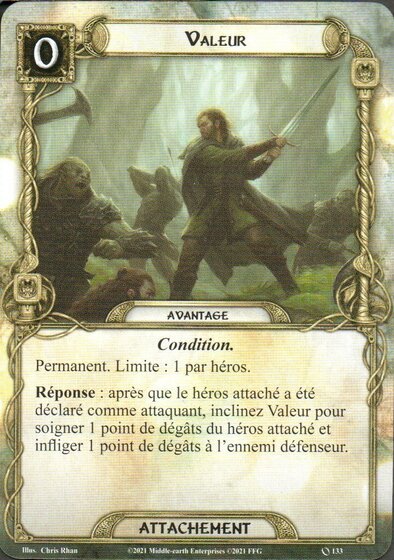 0
VALEUR
AVANTAGE
Condition.
Permanent. Limite : 1 par héros.
Réponse : après que le héros attaché a été
déclaré comme attaquant, inclinez Valeur pour
soigner 1 point de dégâts du héros attaché et
infliger 1 point de dégâts à l'ennemi défenseur.
ATTACHEMENT
Illus. Chris Rhan
©2021 Middle-earth Enterprises ©2021 FFG
133